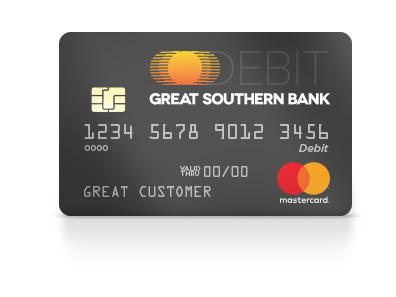 DEBIT
GREAT SOUTHERN BANK
1234 5678 9012 3456
0000 Debit
VALID THRU 00/00
GREAT CUSTOMER
mastercard.